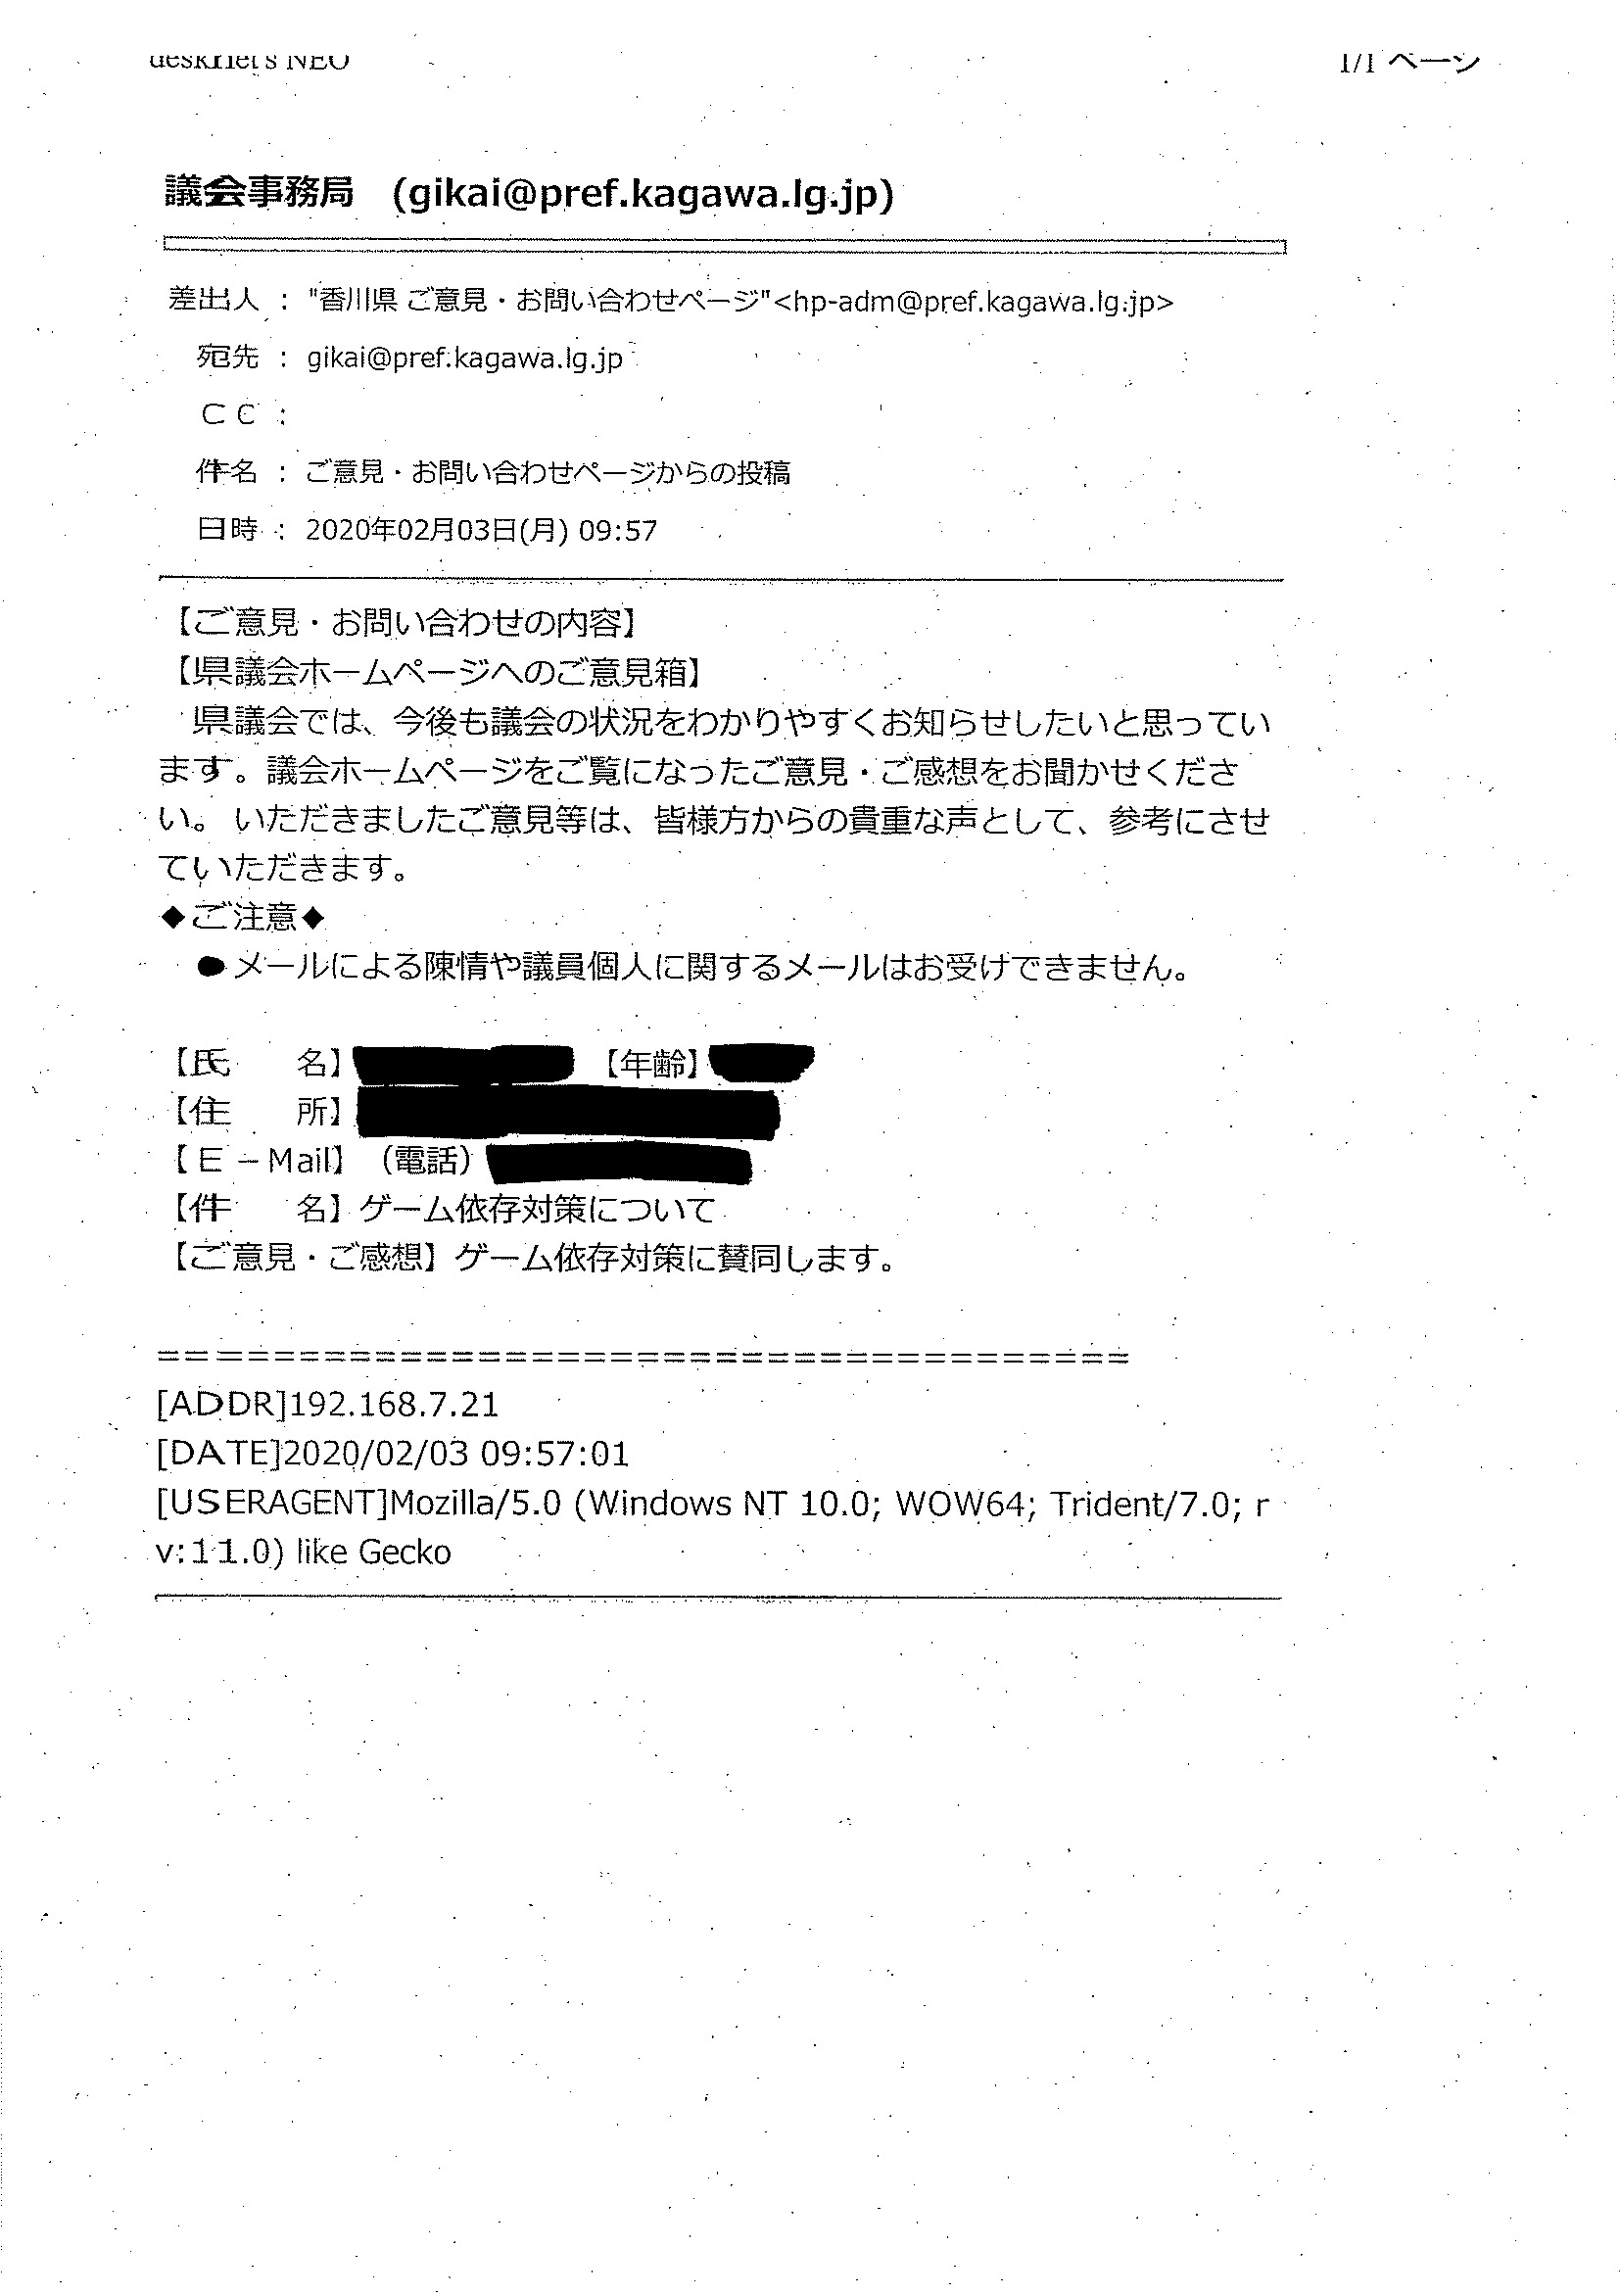 desknet's NEO 1/1 ページ
議会事務局 (gikai@pref.kagawa.lg.jp)
差出人 : "香川県 ご意見・お問い合わせページ"<hp-adm@pref.kagawa.lg.jp>
宛先 : gikai@pref.kagawa.lg.jp
ＣＣ :
件名 : ご意見・お問い合わせページからの投稿
日時 : 2020年02月03日(月) 09:57
【ご意見・お問い合わせの内容】
【県議会ホームページへのご意見箱】
　県議会では、今後も議会の状況をわかりやすくお知らせしたいと思ってい
ます。議会ホームページをご覧になったご意見・ご感想をお聞かせくださ
い。 いただきましたご意見等は、皆様方からの貴重な声として、参考にさせ
ていただきます。
◆ご注意◆
　●メールによる陳情や議員個人に関するメールはお受けできません。
【氏　　名】 【年齢】
【住　　所】
【Ｅ－Mail】（電話）
【件　　名】ゲーム依存対策について
【ご意見・ご感想】ゲーム依存対策に賛同します。
======================================
[ADDR]192.168.7.21
[DATE]2020/02/03 09:57:01
[USERAGENT]Mozilla/5.0 (Windows NT 10.0; WOW64; Trident/7.0; r
v:11.0) like Gecko